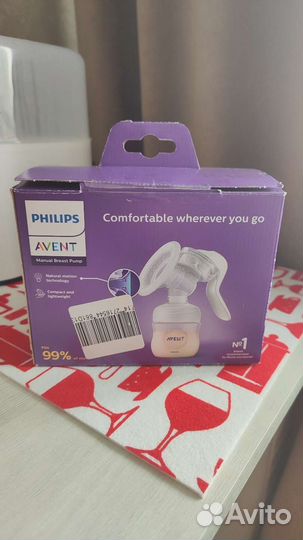 PHILIPS
AVENT
Manual Breast Pump
Comfortable wherever you go
Natural motion
technology
Compact and
lightweight
Fits
99%
AVENT
Nº1
Avito